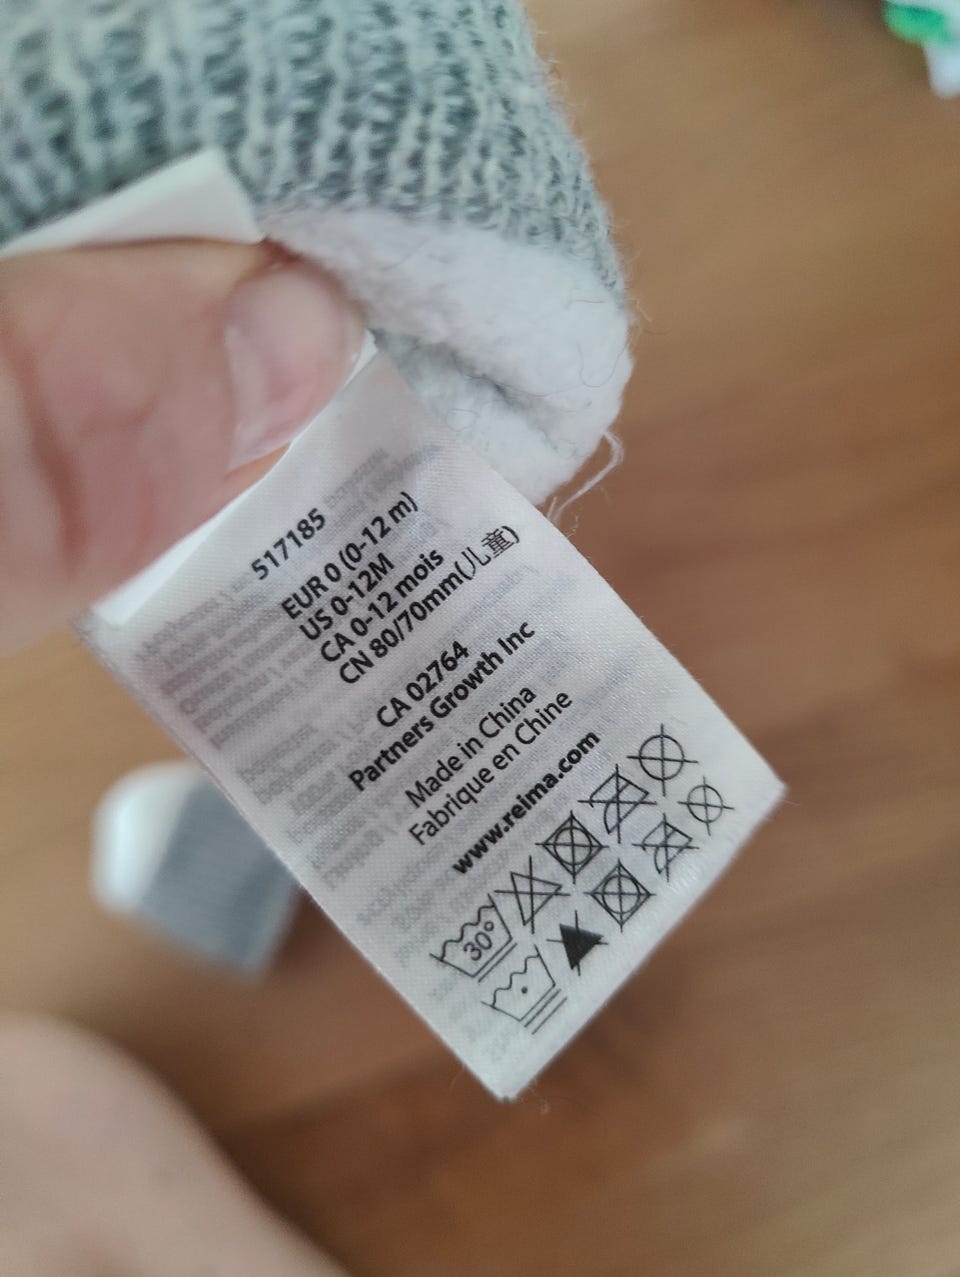 517185
EUR 0 (0-12 m)
US 0-12M
CA 0-12 mois
CN 80/70mm(儿童)
CA 02764
Partners Growth Inc
Made in China
Fabrique en Chine
www.reima.com
30°